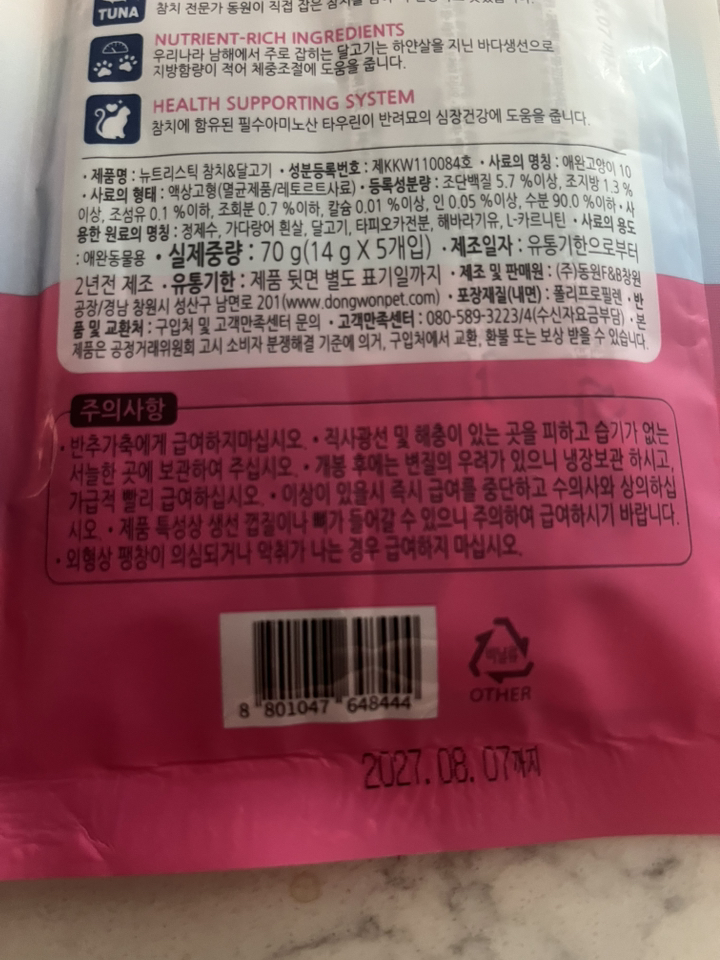 TUNA
참치 전문가 동원이 직접 잡은
NUTRIENT-RICH INGREDIENTS
우리나라 남해에서 주로 잡히는 달고기는 하얀살을 지닌 바다생선으로
지방함량이 적어 체중조절에 도움을 줍니다.
HEALTH SUPPORTING SYSTEM
참치에 함유된 필수아미노산 타우린이 반려묘의 심장건강에 도움을 줍니다.
• 제품명 : 뉴트리스틱 참치&달고기 • 성분등록번호 : 제KKW110084호 • 사료의 명칭 : 애완고양이 10
• 사료의 형태 : 액상고형(멸균제품/레토르트사료) • 등록성분량 : 조단백질 5.7 %이상, 조지방 1.3 %
이상, 조섬유 0.1 %이하, 조회분 0.7 %이하, 칼슘 0.01 %이상, 인 0.05 %이상, 수분 90.0 %이하 • 사
용한 원료의 명칭 : 정제수, 가다랑어 흰살, 달고기, 타피오카전분, 해바라기유, L-카르니틴 • 사료의 용도
: 애완동물용 • 실제중량 : 70 g(14 g X 5개입) • 제조일자 : 유통기한으로부터
2년전 제조 • 유통기한 : 제품 뒷면 별도 표기일까지 • 제조 및 판매원 : (주)동원F&B창원
공장/경남 창원시 성산구 남면로 201(www.dongwonpet.com) • 포장재질(내면) : 폴리프로필렌 • 반
품 및 교환처 : 구입처 및 고객만족센터 문의 • 고객만족센터 : 080-589-3223/4(수신자요금부담) • 본
제품은 공정거래위원회 고시 소비자 분쟁해결 기준에 의거, 구입처에서 교환, 환불 또는 보상 받을 수 있습니다.
주의사항
• 반추가축에게 급여하지마십시오. • 직사광선 및 해충이 있는 곳을 피하고 습기가 없는
서늘한 곳에 보관하여 주십시오. • 개봉 후에는 변질의 우려가 있으니 냉장보관 하시고,
가급적 빨리 급여하십시오. • 이상이 있을시 즉시 급여를 중단하고 수의사와 상의하십
시오. • 제품 특성상 생선 껍질이나 뼈가 들어갈 수 있으니 주의하여 급여하시기 바랍니다.
• 외형상 팽창이 의심되거나 악취가 나는 경우 급여하지 마십시오.
비닐류
OTHER
8 801047 648444
2027.08.07까지